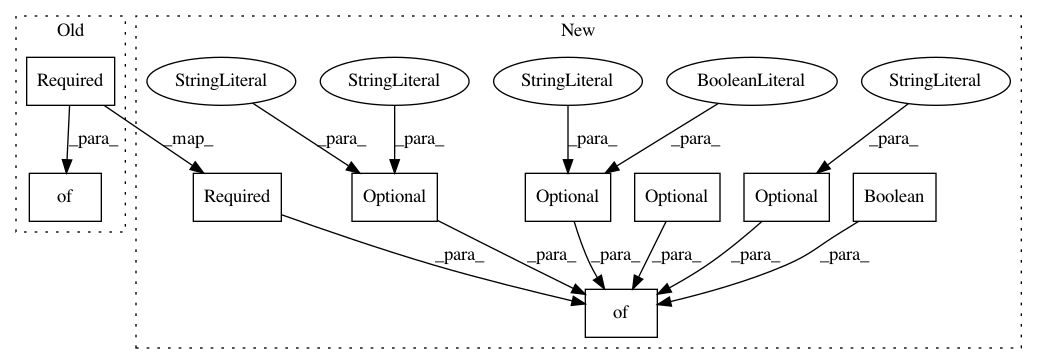 Old
New
Required
StringLiteral
StringLiteral
StringLiteral
BooleanLiteral
StringLiteral
_para_
_map_
_para_
_para_
_para_
_para_
_para_
of
Required
Optional
Optional
Optional
Optional
Boolean
_para_
_para_
_para_
_para_
_para_
_para_
of